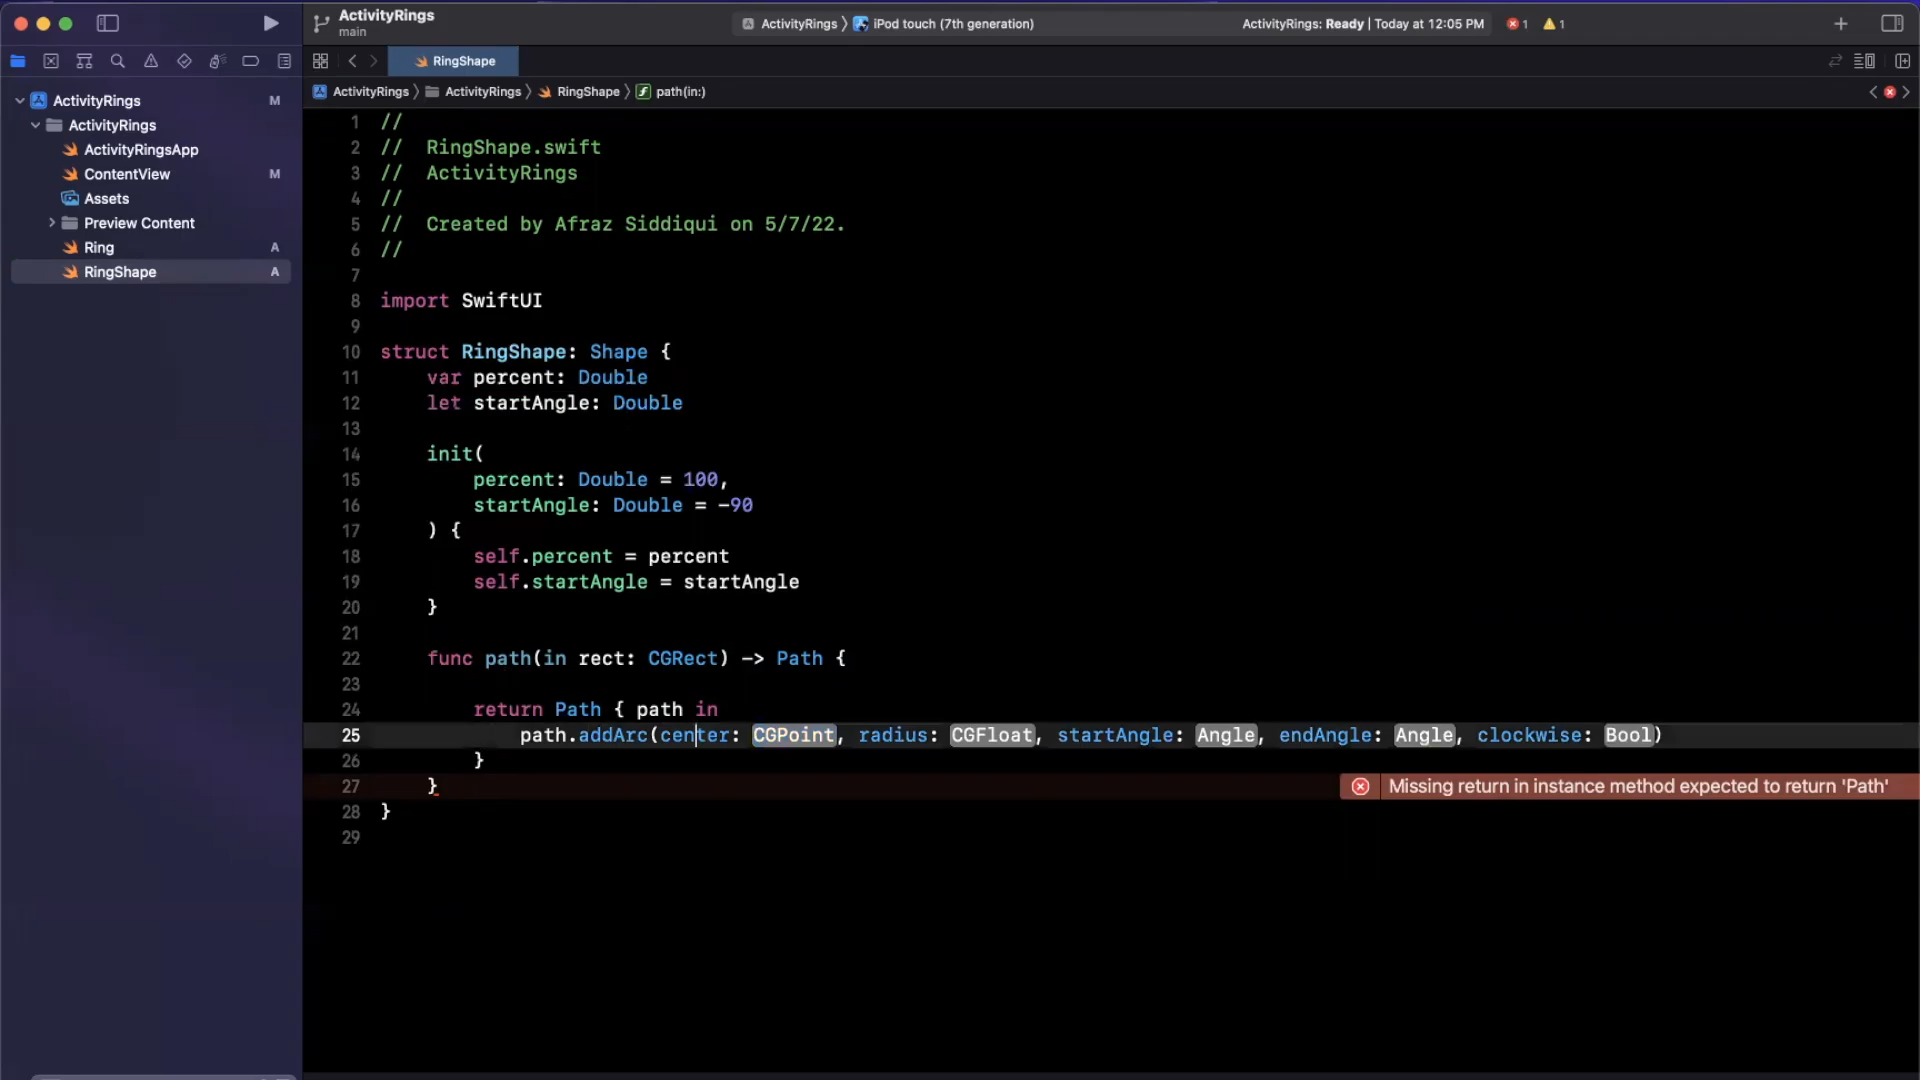 ActivityRings
main
ActivityRings
iPod touch (7th generation)
ActivityRings: Ready | Today at 12:05 PM
1
1
RingShape
ActivityRings
ActivityRings
RingShape
path(in:)
ActivityRings M
ActivityRings
ActivityRingsApp
ContentView M
Assets
Preview Content
Ring A
RingShape A
1 //
2 //  RingShape.swift
3 //  ActivityRings
4 //
5 //  Created by Afraz Siddiqui on 5/7/22.
6 //
7
8 import SwiftUI
9
10 struct RingShape: Shape {
11     var percent: Double
12     let startAngle: Double
13
14     init(
15         percent: Double = 100,
16         startAngle: Double = -90
17     ) {
18         self.percent = percent
19         self.startAngle = startAngle
20     }
21
22     func path(in rect: CGRect) -> Path {
23
24         return Path { path in
25             path.addArc(center: CGPoint, radius: CGFloat, startAngle: Angle, endAngle: Angle, clockwise: Bool)
26         }
27     } Missing return in instance method expected to return 'Path'
28 }
29